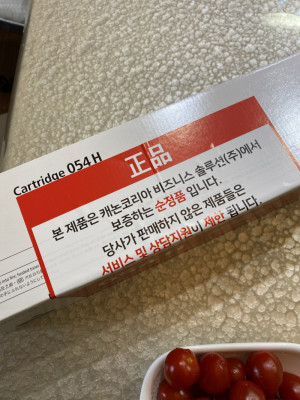 Cartridge 054 H
正品
본 제품은 캐논코리아 비즈니스 솔루션(주)에서
보증하는 순정품 입니다.
당사가 판매하지 않은 제품들은
서비스 및 상담지원이 제한 됩니다.